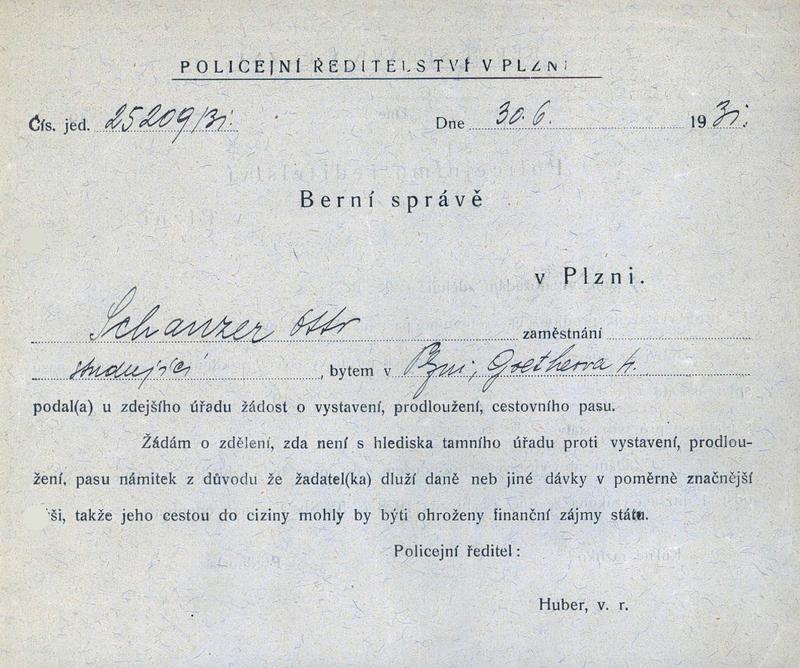 POLICEJNÍ ŘEDITELSTVÍ V PLZNI
Čís. jed. 25209/31. Dne 30. 6. 1931.
Berní správě
v Plzni.
Schanzer Otto zaměstnání
studující, bytem v Plzni, Goetheova 4.
podal(a) u zdejšího úřadu žádost o vystavení, prodloužení, cestovního pasu.
Žádám o zdělení, zda není s hlediska tamního úřadu proti vystavení, prodlou-
žení, pasu námitek z důvodu že žadatel(ka) dluží daně neb jiné dávky v poměrně značnější
ši, takže jeho cestou do ciziny mohly by býti ohroženy finanční zájmy státu.
Policejní ředitel:
Huber, v. r.